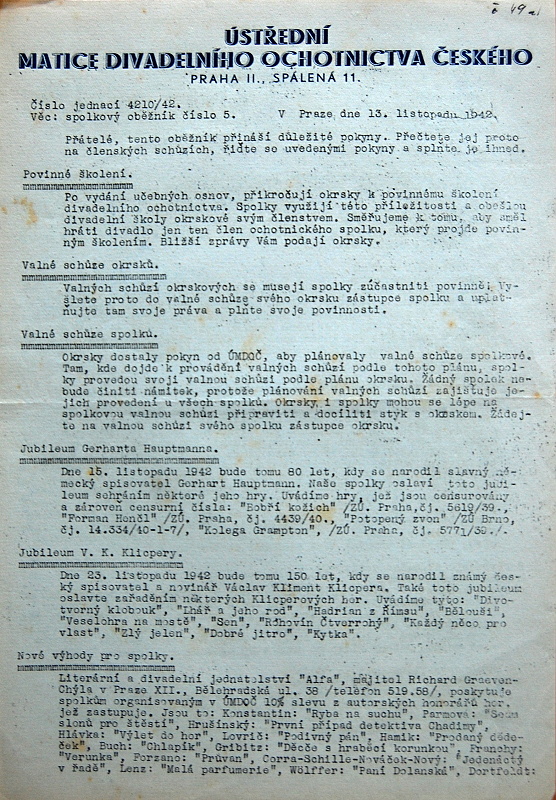 ÚSTŘEDNÍ
MATICE DIVADELNÍHO OCHOTNICTVA ČESKÉHO
PRAHA II., SPÁLENÁ 11.
Číslo jednací 4210/42.
Věc: spolkový oběžník číslo 5. V Praze dne 13. listopadu 1942.
Přátelé, tento oběžník přináší důležité pokyny. Přečtete jej proto
na členských schůzích, řiďte se uvedenými pokyny a splňte je ihned.
Povinné školení.
Po vydání učebných osnov, přikročují okrsky k povinnému školení
divadelního ochotnictva. Spolky využijí této příležitosti a obešlou
divadelní školy okrskové svým členstvem. Směřujeme k tomu, aby směl
hráti divadlo jen ten člen ochotnického spolku, který projde povin-
ným školením. Bližší zprávy Vám podají okrsky.
Valné schůze okrsků.
Valných schůzí okrskových se musejí spolky zúčastniti povinně! Vy-
šlete proto do valné schůze svého okrsku zástupce spolku a uplat-
ňujte tam svoje práva a plňte svoje povinnosti.
Valné schůze spolků.
Okrsky dostaly pokyn od ÚMDOČ, aby plánovaly valné schůze spolkové.
Tam, kde dojde k provádění valných schůzí podle tohoto plánu, spol-
ky provedou svoji valnou schůzi podle plánu okrsku. Žádný spolek ne-
bude činiti námitek, protože plánování valných schůzí zajišťuje je-
jich provedení u všech spolků. Okrsky i spolky mohou se lépe na
spolkovou valnou schůzi připraviti a docíliti styk s okrskem. Žádej-
te na valnou schůzi svého spolku zástupce okrsku.
Jubileum Gerharta Hauptmanna.
Dne 15. listopadu 1942 bude tomu 80 let, kdy se narodil slavný ně-
mecký spisovatel Gerhart Hauptmann. Naše spolky oslaví toto jubi-
leum sehráním některé jeho hry. Uvádíme hry, jež jsou censurovány
a zároveň censurní čísla: "Bobří kožich" /ZÚ. Praha, čj. 5619/39.,
"Forman Henčl" /ZÚ. Praha, čj. 4439/40., "Potopený zvon" /ZÚ Brno,
čj. 14.334/40-1-7/, "Kolega Crampton", /ZÚ. Praha, čj. 5771/39./.
Jubileum V. K. Klicpery.
Dne 23. listopadu 1942 bude tomu 150 let, kdy se narodil známý čes-
ký spisovatel a novinář Václav Kliment Klicpera. Také toto jubileum
oslavte zařaděním některých Klicperových her. Uvádíme tyto: "Divo-
tvorný klobouk", "Lhář a jeho rod", "Hadrian z Římsů", "Běloušī",
"Veselohra na mostě", "Sen", "Rohovín Čtverrohý", "Každý něco pro
vlast", "Zlý jelen", "Dobré jitro", "Kytka".
Nové výhody pro spolky.
Literární a divadelní jednatelství "Alfa", majitel Richard Graeven-
Chýla v Praze XII., Bělehradská ul. 38 /telefon 519.58/, poskytuje
spolkům organisovaným v ÚMDOČ 10% slevu z autorských honorářů her,
jež zastupuje. Jsou to: Konstantin: "Ryba na suchu", Parmova: "Sedm
slonů pro štěstí", Hrušínský: "První případ detektiva Chadimy",
Hlávka: "Výlet do hor", Lovrič: "Podivný pán", Hamik: "Prodaný děde-
ček", Buch: "Chlapík", Gribitz: "Děvče s hraběcí korunkou", Franchy:
"Verunka", Forzano: "Průvan", Corra-Schille-Nováček-Nový: "Jedenáctý
v řadě", Lenz: "Malá parfumerie", Wölffer: "Paní Dolanská", Dortfeldt: